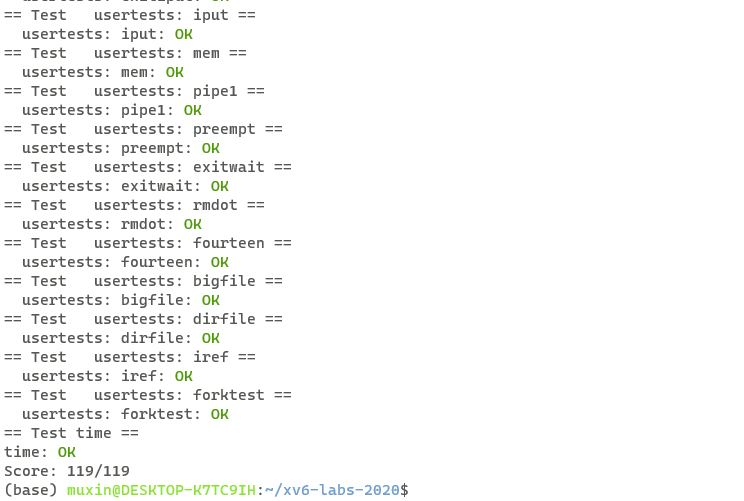 == Test   usertests: iput ==
  usertests: iput: OK
== Test   usertests: mem ==
  usertests: mem: OK
== Test   usertests: pipe1 ==
  usertests: pipe1: OK
== Test   usertests: preempt ==
  usertests: preempt: OK
== Test   usertests: exitwait ==
  usertests: exitwait: OK
== Test   usertests: rmdot ==
  usertests: rmdot: OK
== Test   usertests: fourteen ==
  usertests: fourteen: OK
== Test   usertests: bigfile ==
  usertests: bigfile: OK
== Test   usertests: dirfile ==
  usertests: dirfile: OK
== Test   usertests: iref ==
  usertests: iref: OK
== Test   usertests: forktest ==
  usertests: forktest: OK
== Test time ==
time: OK
Score: 119/119
(base) muxin@DESKTOP-K7TC9IH:~/xv6-labs-2020$